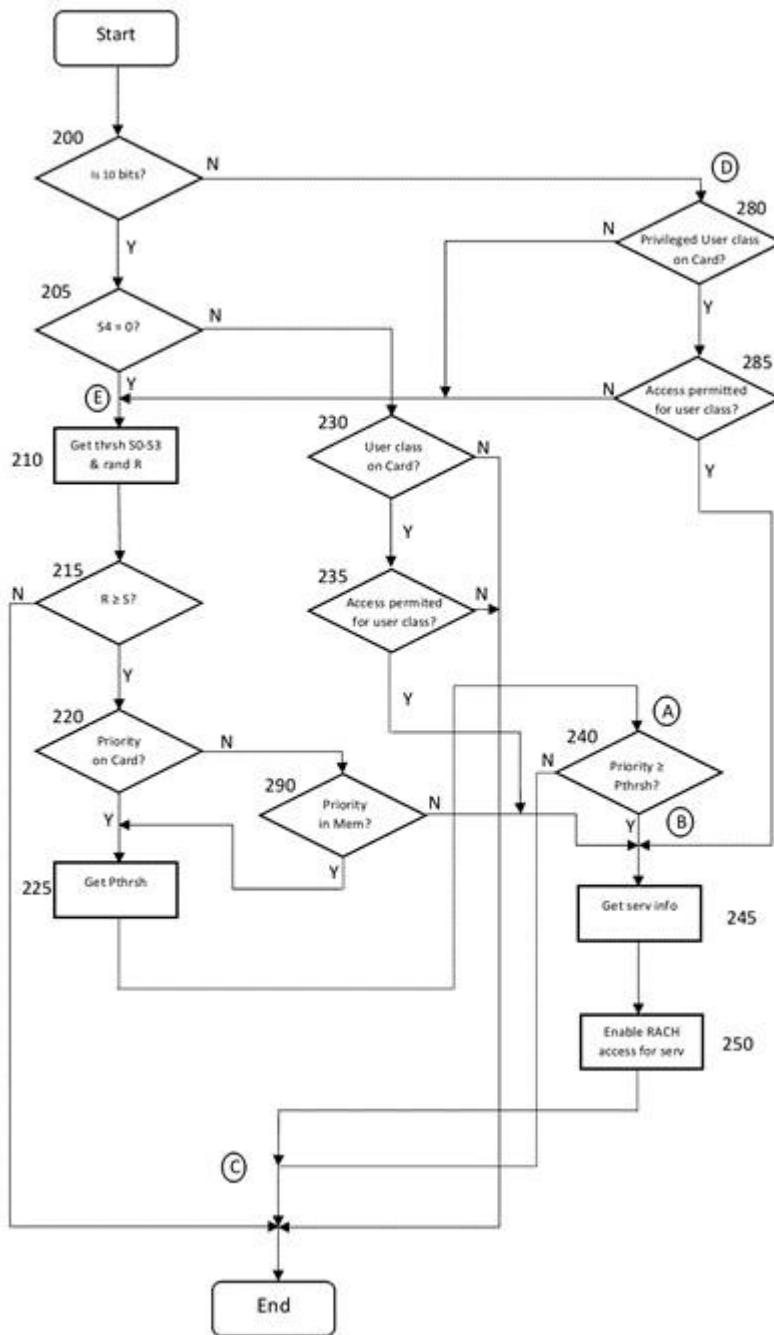 Start
200
Is 10 bits?
N
D
280
Privileged User class
on Card?
N
Y
Y
205
S4 = 0?
N
285
Access permitted
for user class?
N
Y
E
Y
Get thrsh S0-S3
& rand R
210
230
User class
on Card?
N
Y
215
R ≥ S?
N
Y
235
Access permited
for user class?
N
Y
A
220
Priority
on Card?
N
Y
240
Priority ≥
Pthrsh?
N
Y
B
290
Priority
in Mem?
N
Y
225
Get Pthrsh
Get serv info
245
Enable RACH
access for serv
250
C
End